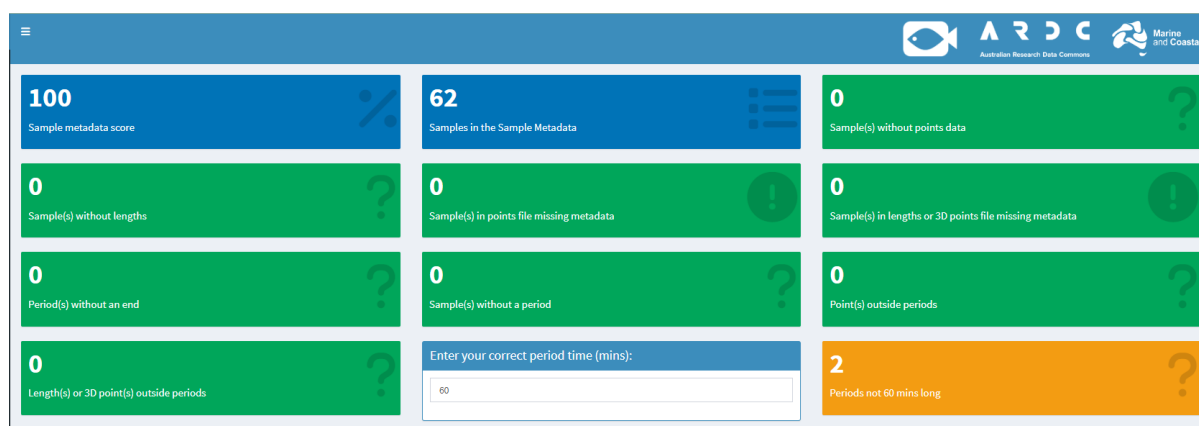 A R D C
Australian Research Data Commons
Marine
and Coasta
100
Sample metadata score
62
Samples in the Sample Metadata
0
Sample(s) without points data
0
Sample(s) without lengths
0
Sample(s) in points file missing metadata
0
Sample(s) in lengths or 3D points file missing metadata
0
Period(s) without an end
0
Sample(s) without a period
0
Point(s) outside periods
0
Length(s) or 3D point(s) outside periods
Enter your correct period time (mins):
60
2
Periods not 60 mins long